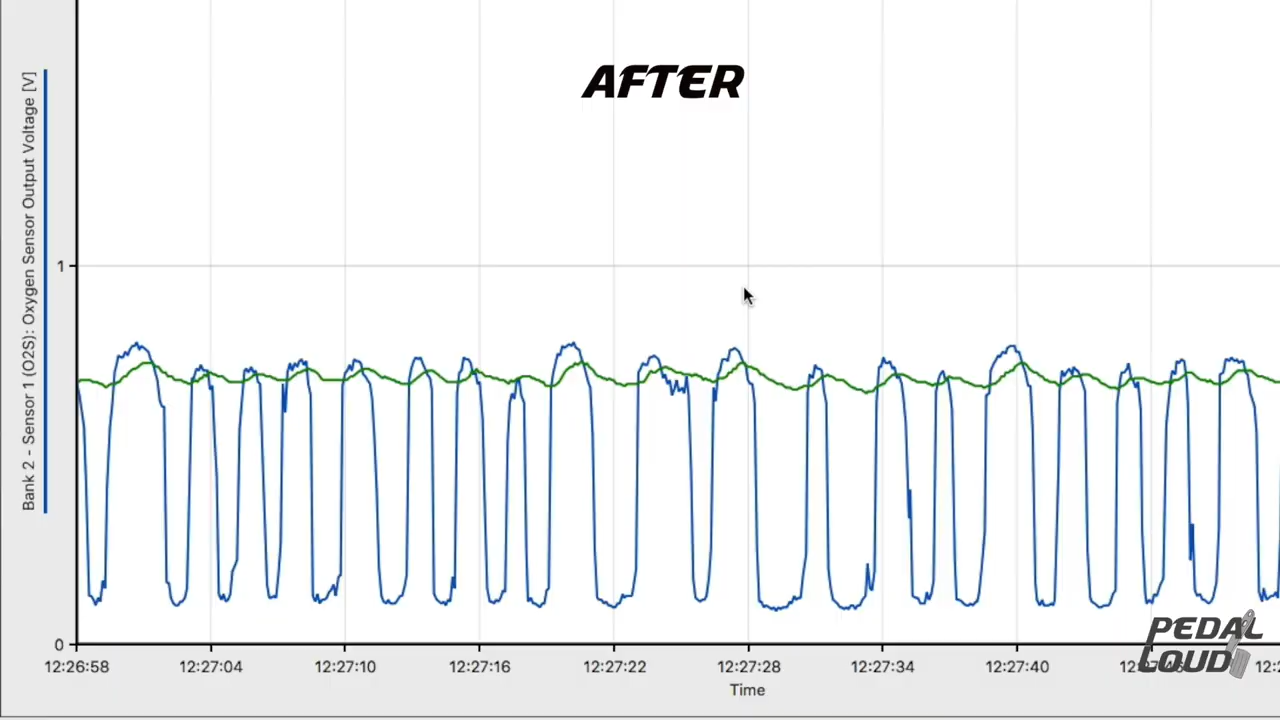 AFTER
Bank 2 - Sensor 1 (O2S): Oxygen Sensor Output Voltage [V]
1
0
12:26:58 12:27:04 12:27:10 12:27:16 12:27:22 12:27:28 12:27:34 12:27:40
Time
PEDAL
LOUD